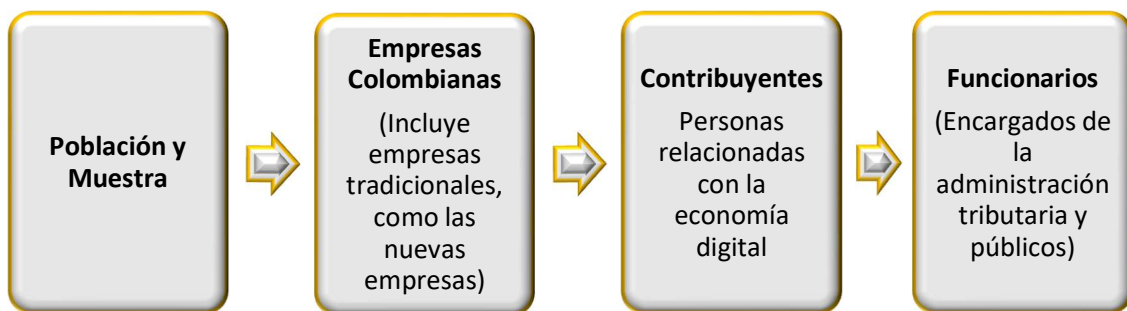 Población y
Muestra
Empresas
Colombianas
(Incluye
empresas
tradicionales,
como las
nuevas
empresas)
Contribuyentes
Personas
relacionadas
con la
economía
digital
Funcionarios
(Encargados de
la
administración
tributaria y
públicos)